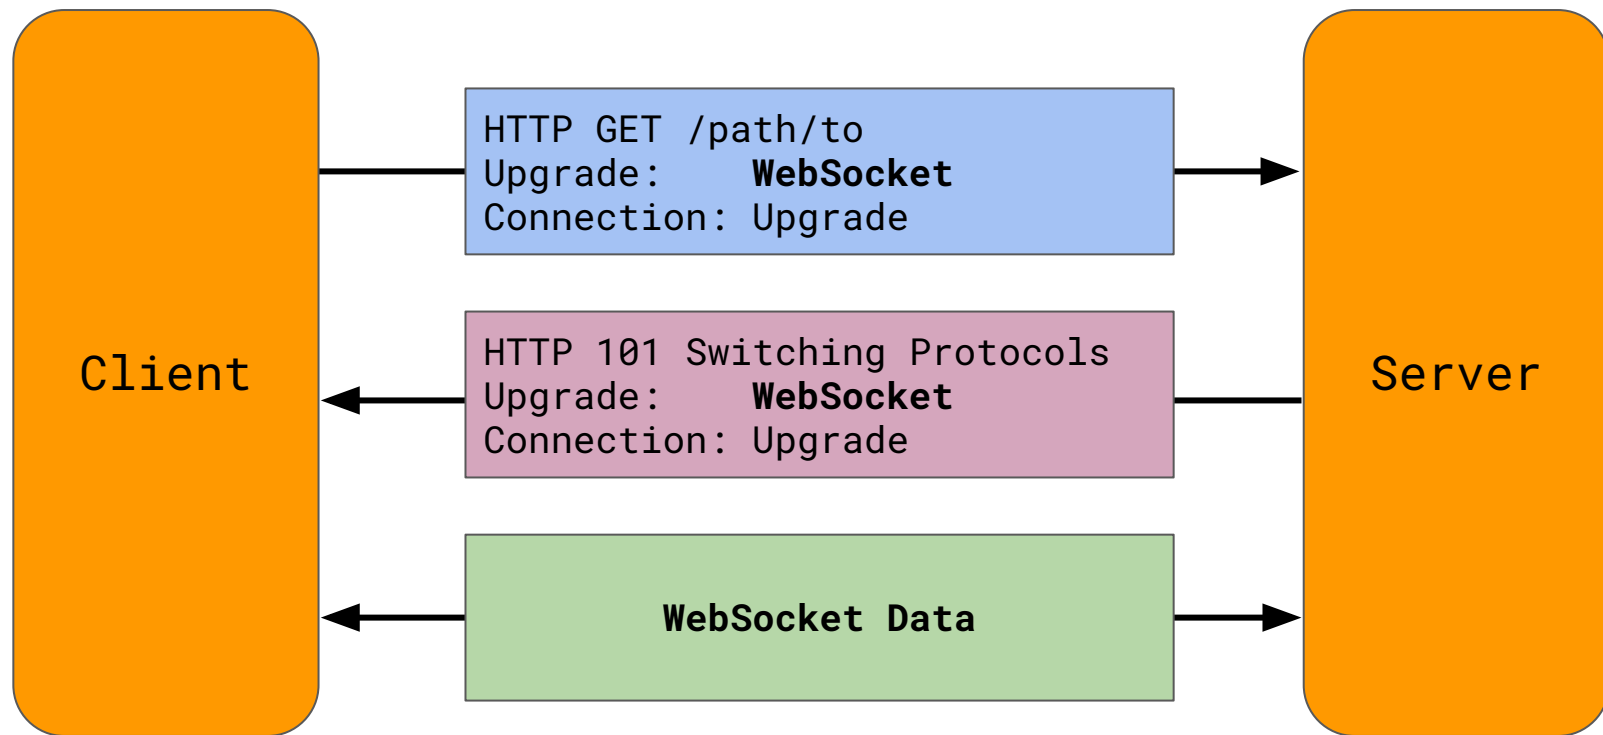 Client
HTTP GET /path/to
Upgrade:    WebSocket
Connection: Upgrade
HTTP 101 Switching Protocols
Upgrade:    WebSocket
Connection: Upgrade
WebSocket Data
Server